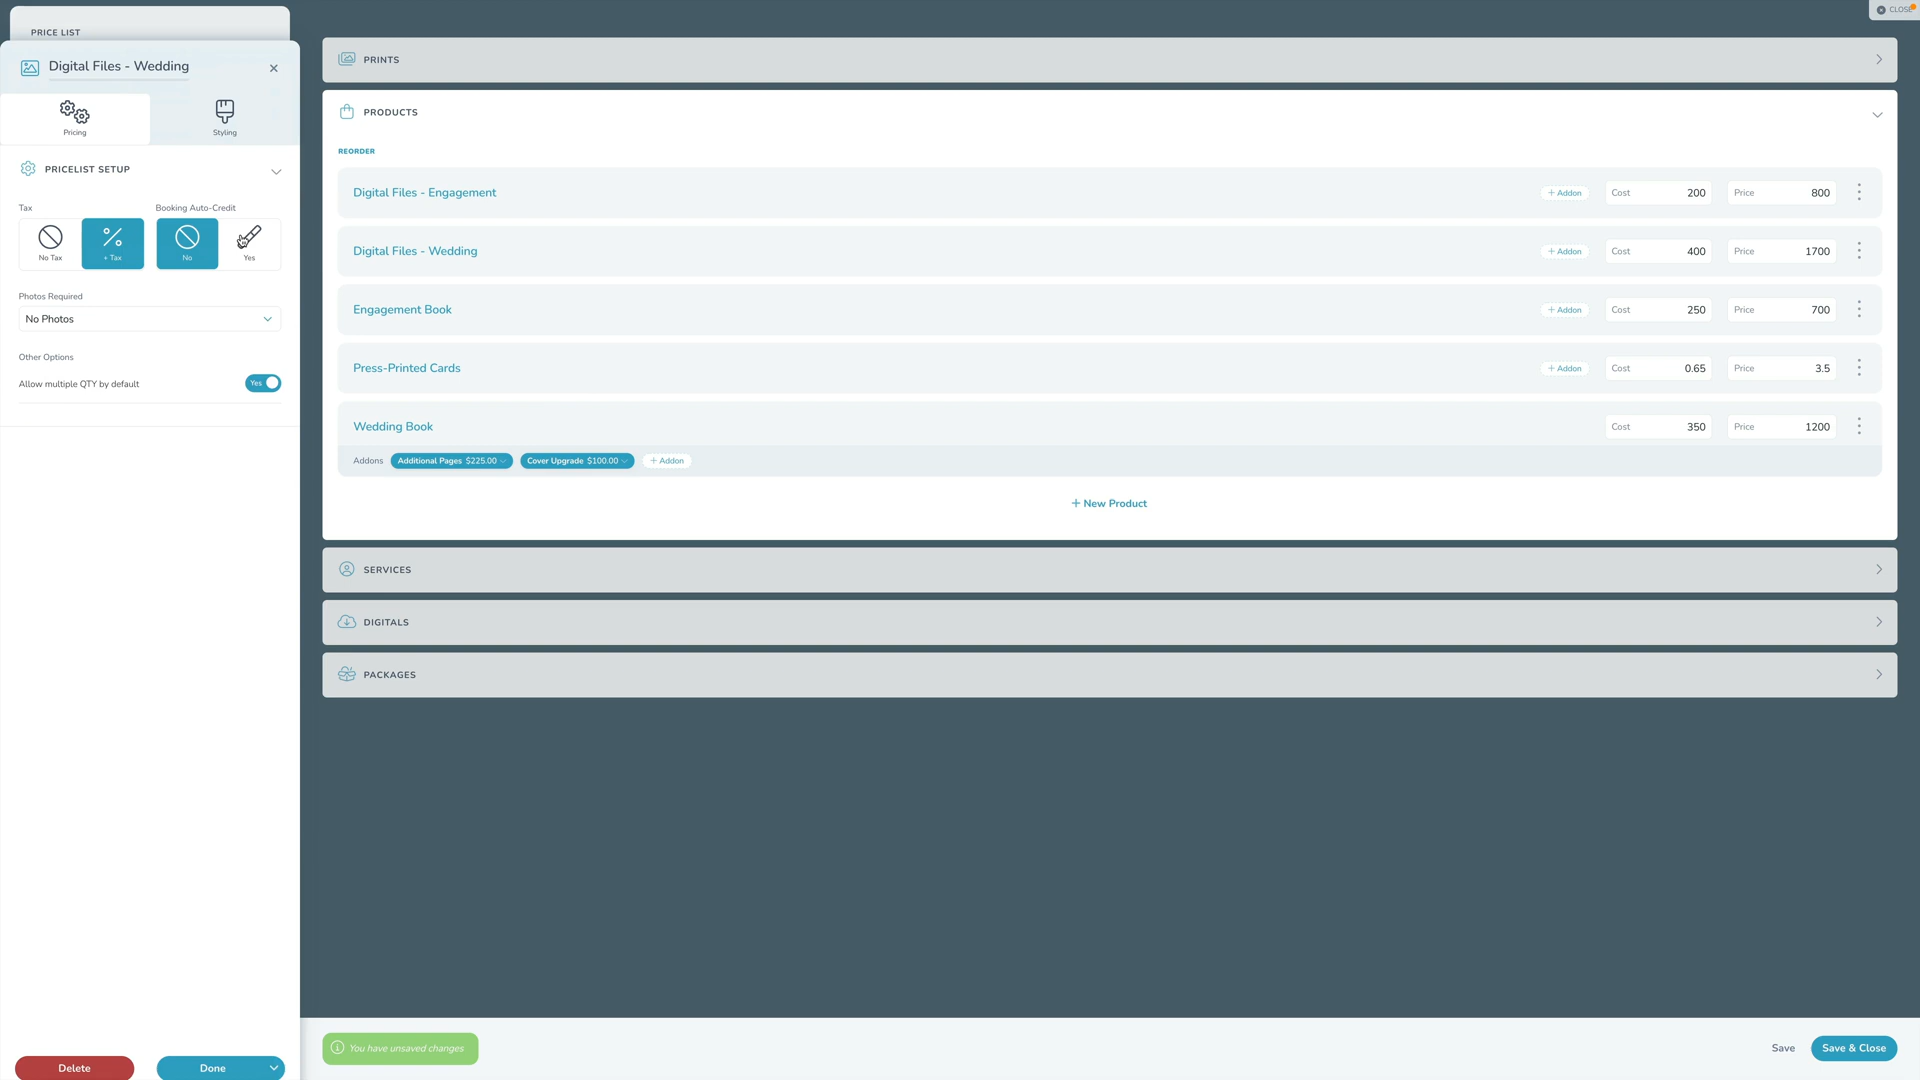 PRICE LIST
CLOSE
Digital Files - Wedding
Pricing
Styling
PRICELIST SETUP
Tax
Booking Auto-Credit
No Tax
+ Tax
No
Yes
Photos Required
No Photos
Other Options
Allow multiple QTY by default
Yes
Delete
Done
PRINTS
PRODUCTS
REORDER
Digital Files - Engagement
+ Addon
Cost 200
Price 800
Digital Files - Wedding
+ Addon
Cost 400
Price 1700
Engagement Book
+ Addon
Cost 250
Price 700
Press-Printed Cards
+ Addon
Cost 0.65
Price 3.5
Wedding Book
Cost 350
Price 1200
Addons
Additional Pages $225.00
Cover Upgrade $100.00
+ Addon
+ New Product
SERVICES
DIGITALS
PACKAGES
You have unsaved changes
Save
Save & Close